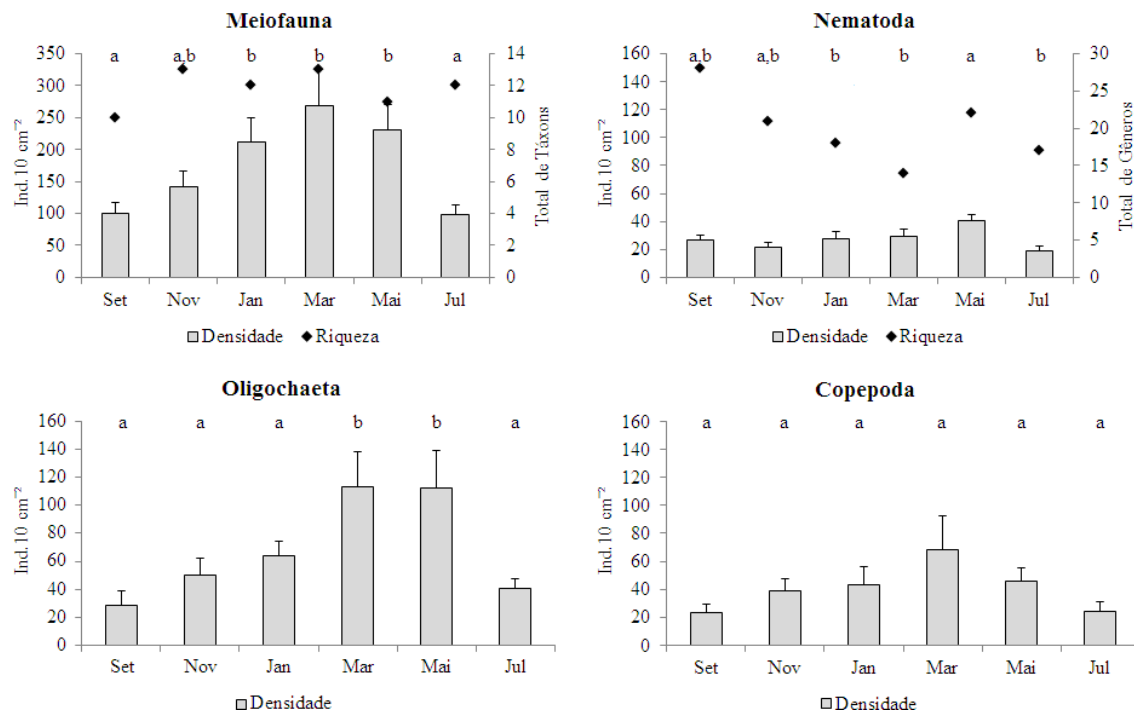 Meiofauna
350
300
250
200
150
100
50
0
Ind.10 cm⁻²
a a,b b b b a
14
12
10
8
6
4
2
0
Total de Táxons
Set Nov Jan Mar Mai Jul
Densidade Riqueza
Nematoda
160
140
120
100
80
60
40
20
0
Ind.10 cm⁻²
a,b a,b b b a b
30
25
20
15
10
5
0
Total de Gêneros
Set Nov Jan Mar Mai Jul
Densidade Riqueza
Oligochaeta
160
140
120
100
80
60
40
20
0
Ind.10 cm⁻²
a a a b b a
Set Nov Jan Mar Mai Jul
Densidade
Copepoda
160
140
120
100
80
60
40
20
0
Ind.10 cm⁻²
a a a a a a
Set Nov Jan Mar Mai Jul
Densidade